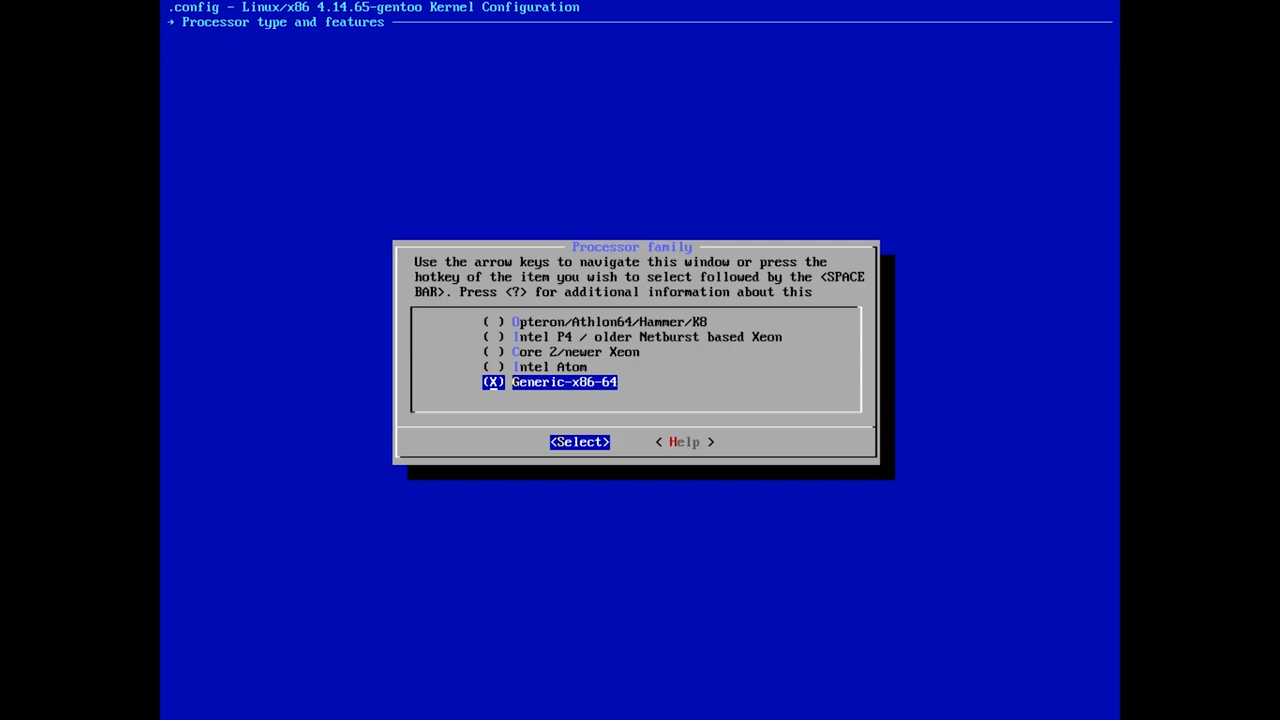 .config - Linux/x86 4.14.65-gentoo Kernel Configuration
→ Processor type and features
Processor family
Use the arrow keys to navigate this window or press the
hotkey of the item you wish to select followed by the <SPACE
BAR>. Press <?> for additional information about this
( ) Opteron/Athlon64/Hammer/K8
( ) Intel P4 / older Netburst based Xeon
( ) Core 2/newer Xeon
( ) Intel Atom
(X) Generic-x86-64
<Select> < Help >